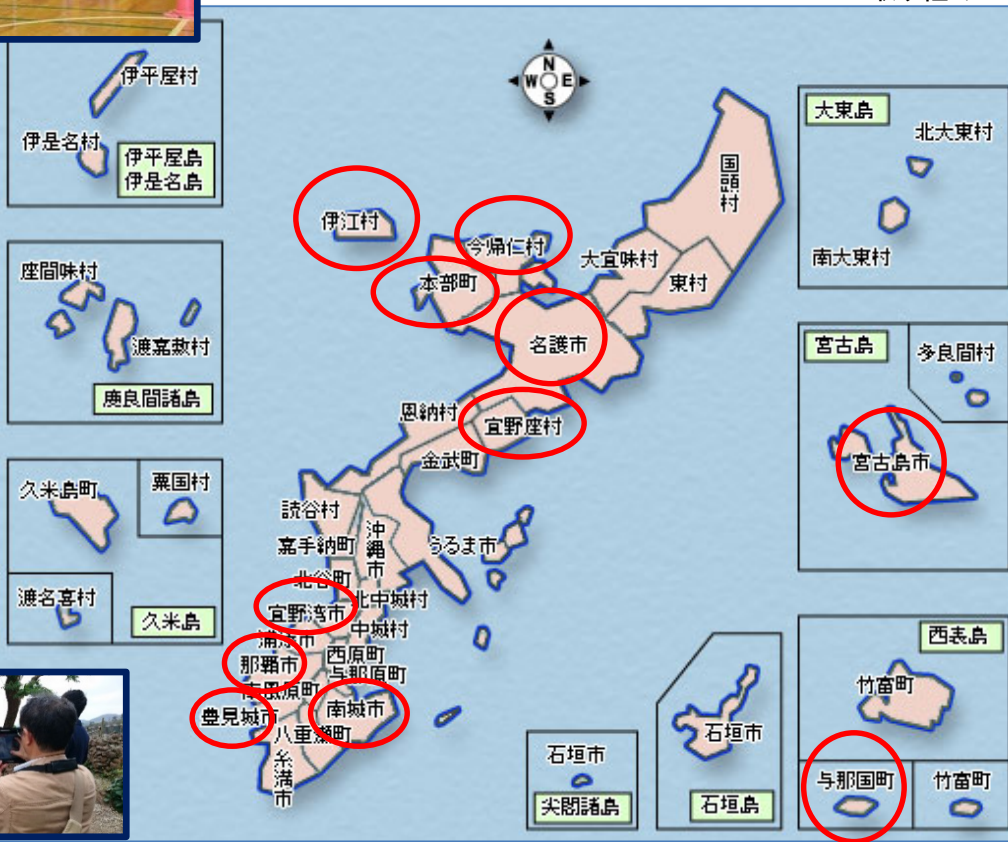 伊平屋村
伊是名村
伊平屋島
伊是名島
N
W E
S
大東島
北大東村
南大東村
国頭村
伊江村
今帰仁村
大宜味村
東村
本部町
名護市
座間味村
渡嘉敷村
慶良間諸島
宮古島
多良間村
宮古島市
恩納村
宜野座村
金武町
久米島町
粟国村
渡名喜村
久米島
読谷村
沖縄市
嘉手納町
うるま市
北谷町
北中城村
宜野湾市
中城村
浦添市
西原町
那覇市
与那原町
南風原町
豊見城市
南城市
八重瀬町
糸満市
石垣市
尖閣諸島
石垣市
石垣島
西表島
竹富町
与那国町
竹富町